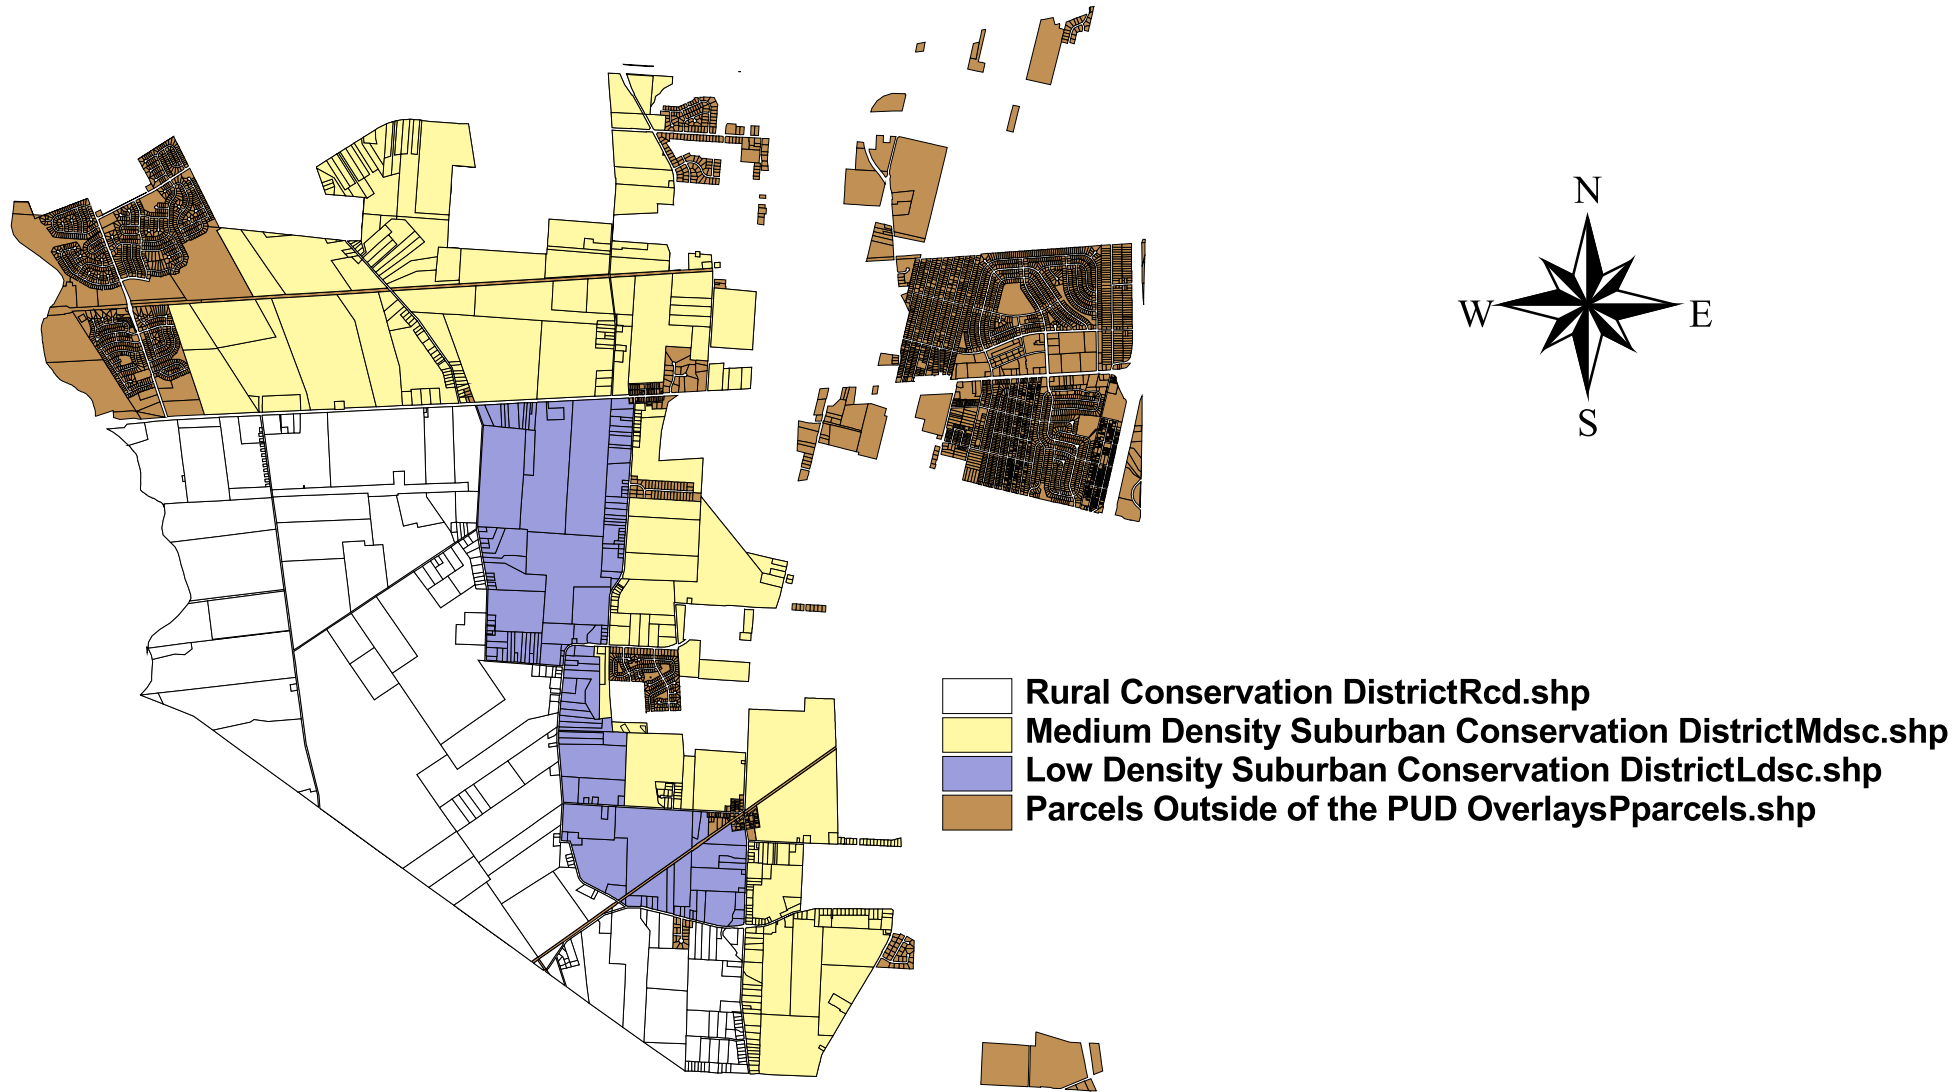 N
W E
S
Rural Conservation DistrictRcd.shp
Medium Density Suburban Conservation DistrictMdsc.shp
Low Density Suburban Conservation DistrictLdsc.shp
Parcels Outside of the PUD OverlaysPparcels.shp